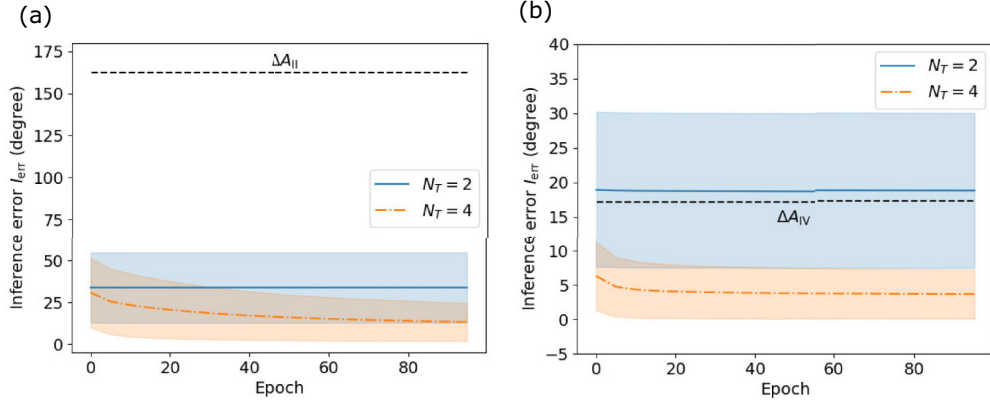 (a)
175
150
125
100
75
50
25
0
Inference error I_err (degree)
ΔA_II
N_T = 2
N_T = 4
0 20 40 60 80
Epoch
(b)
40
35
30
25
20
15
10
5
0
−5
Inference error I_err (degree)
N_T = 2
N_T = 4
ΔA_IV
0 20 40 60 80
Epoch